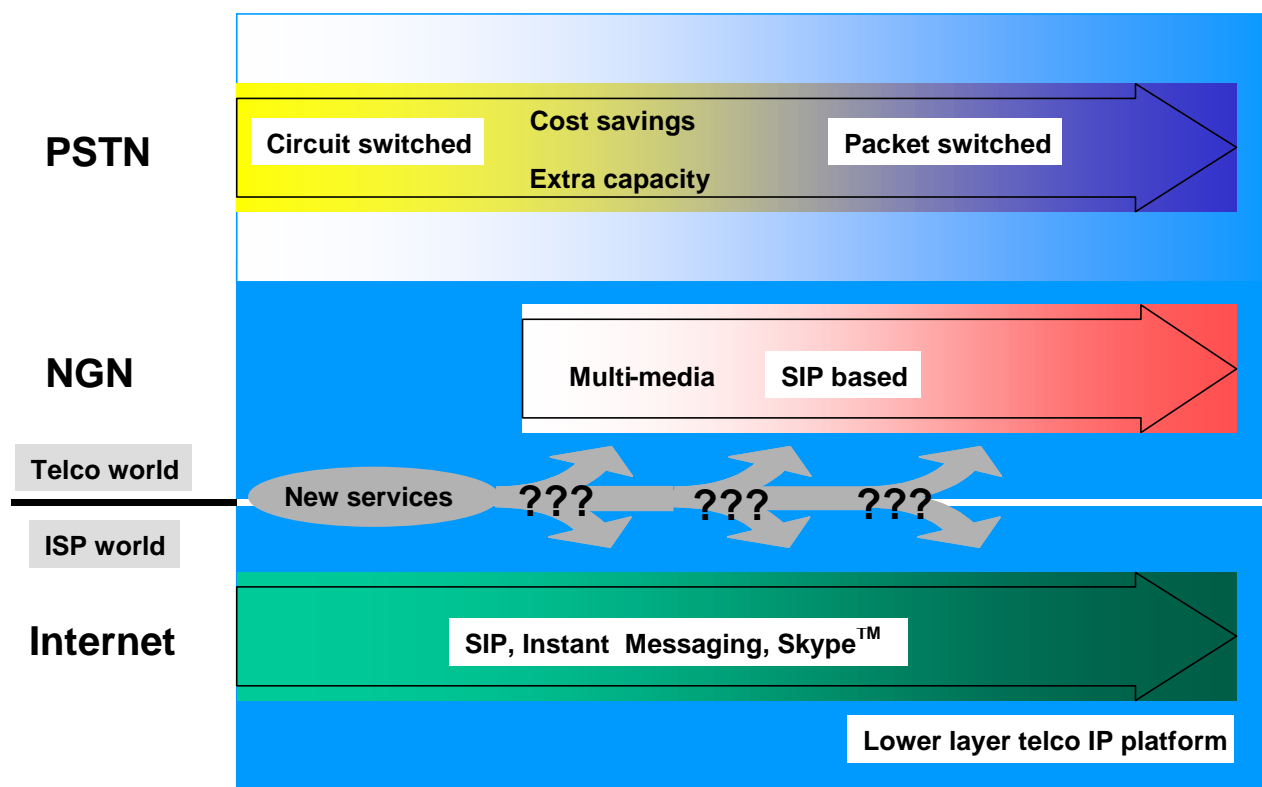 PSTN
Circuit switched
Cost savings
Extra capacity
Packet switched
NGN
Multi-media
SIP based
Telco world
New services
???
???
???
ISP world
Internet
SIP, Instant Messaging, Skype™
Lower layer telco IP platform